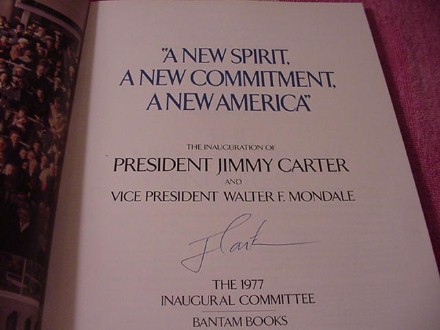 "A NEW SPIRIT,
A NEW COMMITMENT,
A NEW AMERICA"
THE INAUGURATION OF
PRESIDENT JIMMY CARTER
AND
VICE PRESIDENT WALTER F. MONDALE
J Carter
THE 1977
INAUGURAL COMMITTEE
BANTAM BOOKS